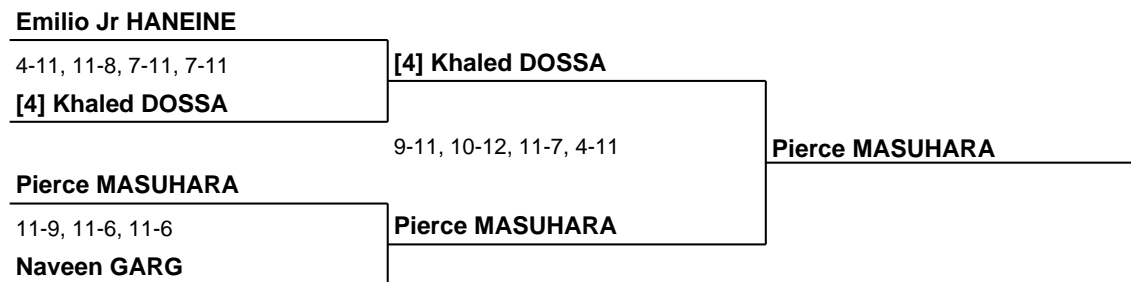 Emilio Jr HANEINE
4-11, 11-8, 7-11, 7-11
[4] Khaled DOSSA
[4] Khaled DOSSA
9-11, 10-12, 11-7, 4-11
Pierce MASUHARA
Pierce MASUHARA
11-9, 11-6, 11-6
Pierce MASUHARA
Naveen GARG